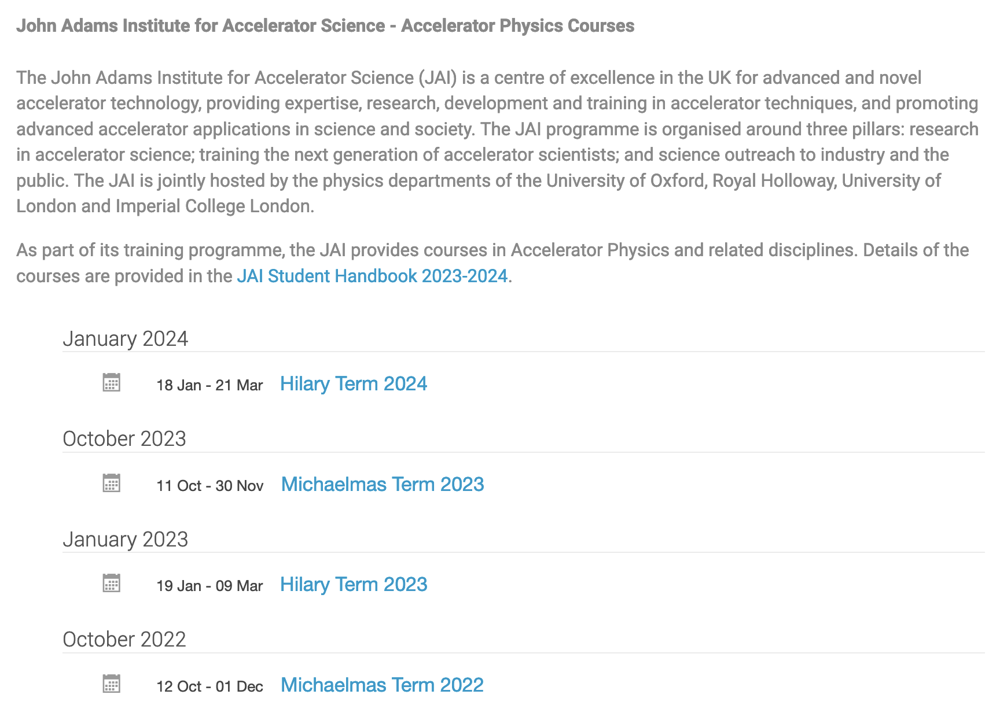 John Adams Institute for Accelerator Science - Accelerator Physics Courses
The John Adams Institute for Accelerator Science (JAI) is a centre of excellence in the UK for advanced and novel
accelerator technology, providing expertise, research, development and training in accelerator techniques, and promoting
advanced accelerator applications in science and society. The JAI programme is organised around three pillars: research
in accelerator science; training the next generation of accelerator scientists; and science outreach to industry and the
public. The JAI is jointly hosted by the physics departments of the University of Oxford, Royal Holloway, University of
London and Imperial College London.
As part of its training programme, the JAI provides courses in Accelerator Physics and related disciplines. Details of the
courses are provided in the JAI Student Handbook 2023-2024.
January 2024
18 Jan - 21 Mar Hilary Term 2024
October 2023
11 Oct - 30 Nov Michaelmas Term 2023
January 2023
19 Jan - 09 Mar Hilary Term 2023
October 2022
12 Oct - 01 Dec Michaelmas Term 2022